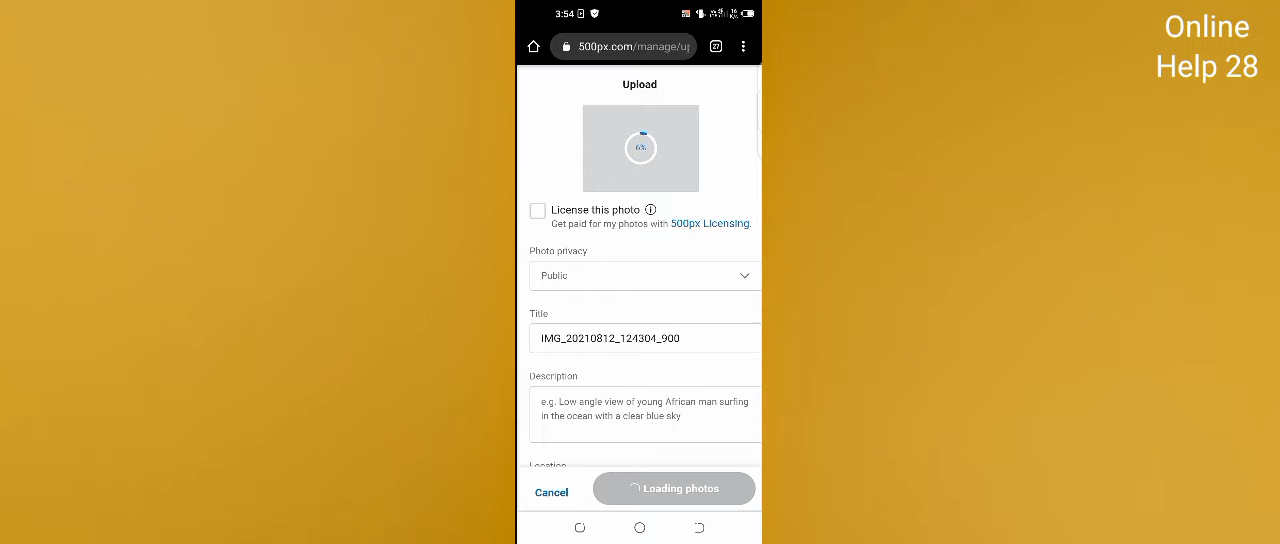 Online
Help 28
3:54
16
K/s
500px.com/manage/up
27
Upload
6%
License this photo
Get paid for my photos with 500px Licensing.
Photo privacy
Public
Title
IMG_20210812_124304_900
Description
e.g. Low angle view of young African man surfing
in the ocean with a clear blue sky
Location
Cancel
Loading photos